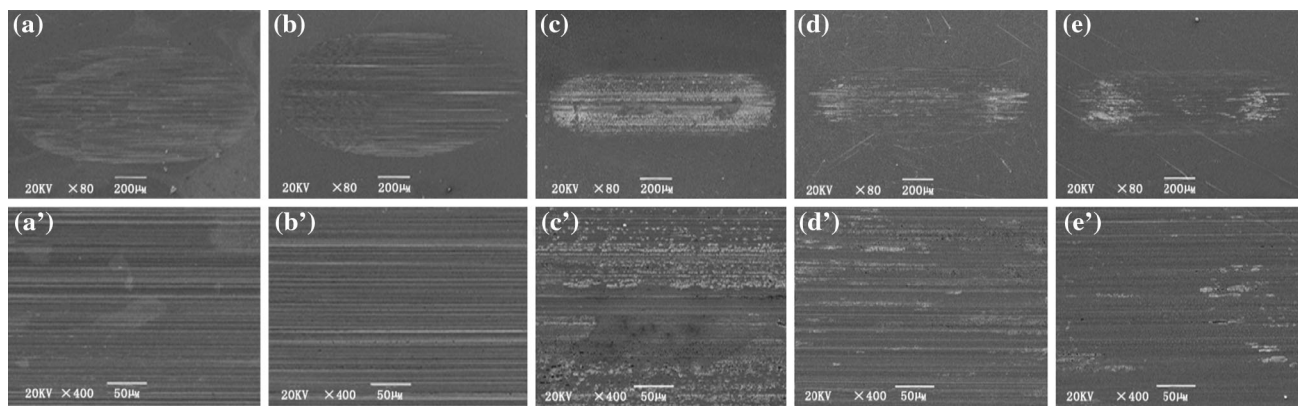 (a) (b) (c) (d) (e)
20KV ×80 200μM 20KV ×80 200μM 20KV ×80 200μM 20KV ×80 200μM 20KV ×80 200μM
(a’) (b’) (c’) (d’) (e’)
20KV ×400 50μM 20KV ×400 50μM 20KV ×400 50μM 20KV ×400 50μM 20KV ×400 50μM